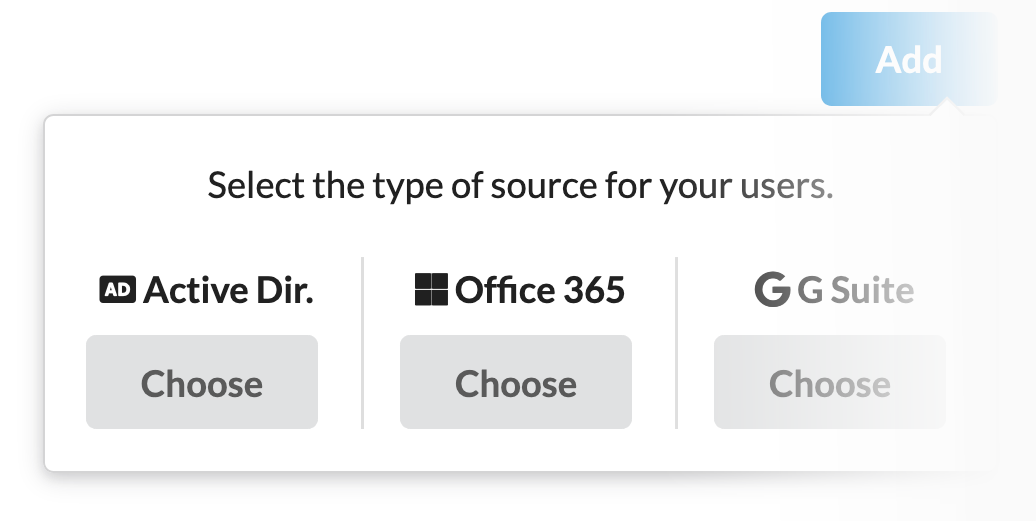 Add
Select the type of source for your users.
AD Active Dir. Office 365 G G Suite
Choose Choose Choose